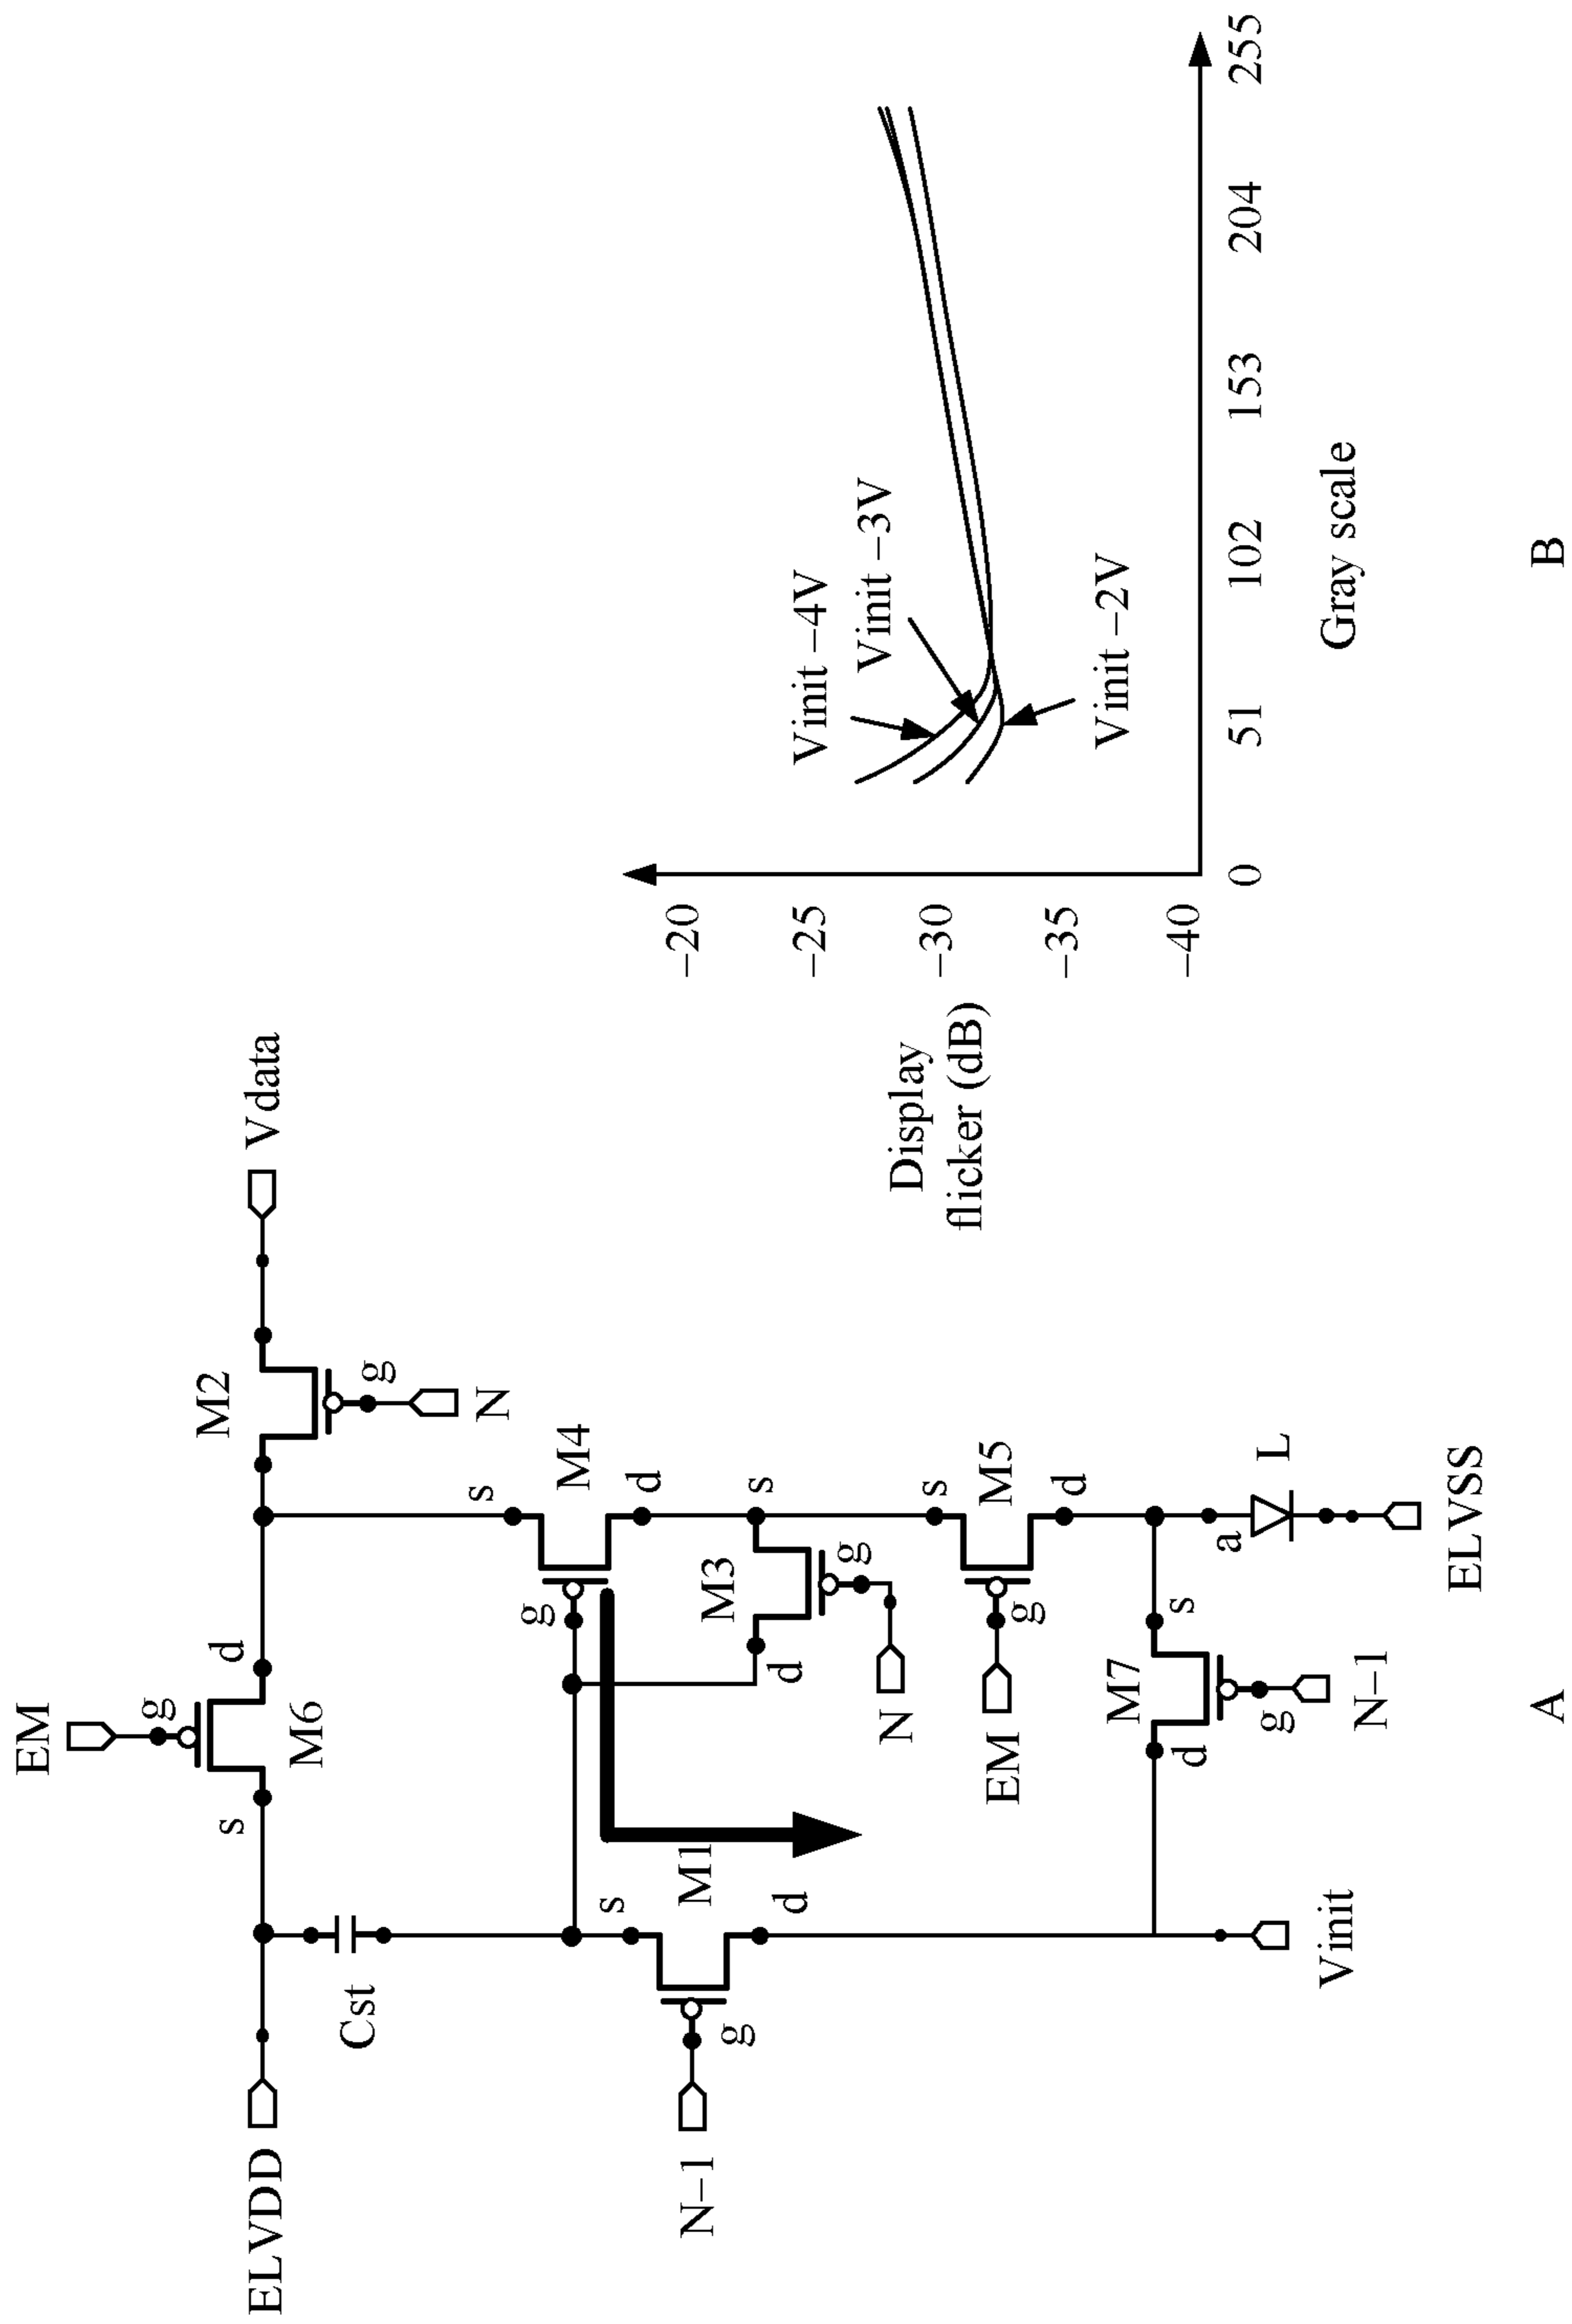 EM
ELVDD
s
g
d
M6
M2
Vdata
g
N
Cst
s
M4
g
d
N–1
g
s
M1
d
M3
s
d
g
N
EM
s
M5
g
d
M7
s
d
g
N–1
a
L
Vinit
ELVSS
A
Display
flicker (dB)
–20
–25
–30
–35
–40
Vinit –4V
Vinit –3V
Vinit –2V
0
51
102
153
204
255
Gray scale
B